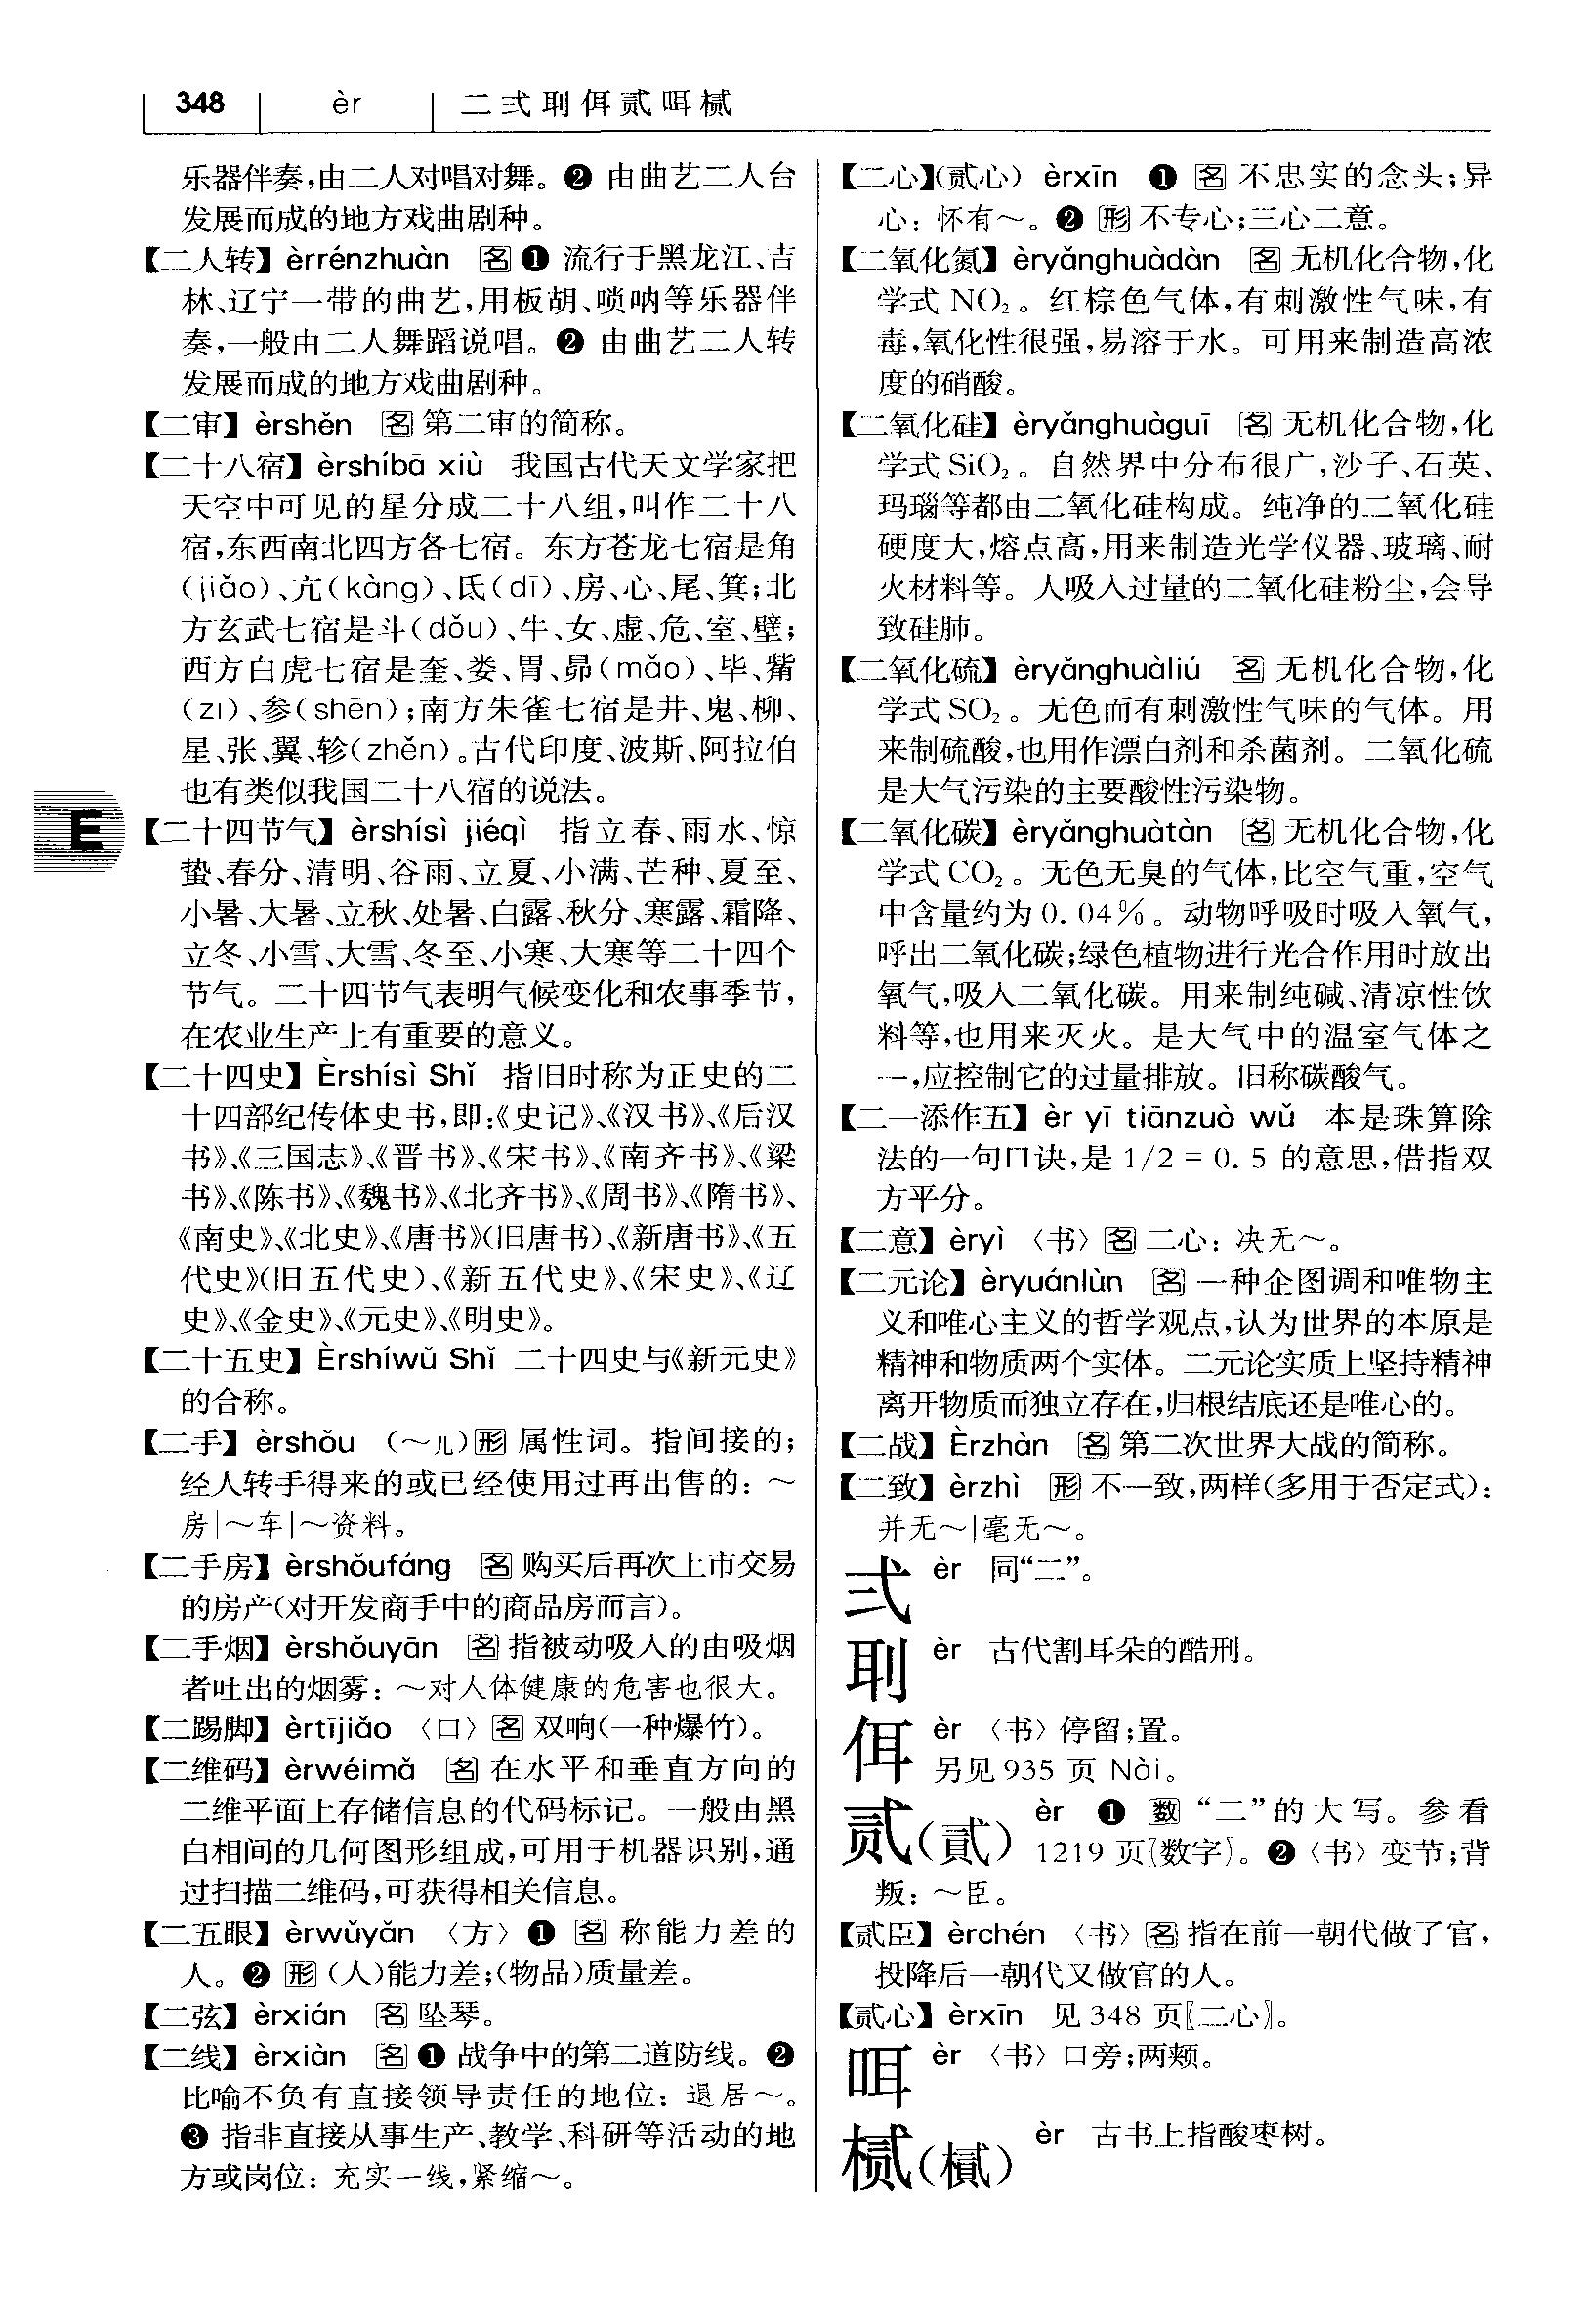 348 èr 二弍刵佴贰咡樲
乐器伴奏,由二人对唱对舞。❷ 由曲艺二人台
发展而成的地方戏曲剧种。
【二人转】èrrénzhuàn 名 ❶ 流行于黑龙江、吉
林、辽宁一带的曲艺,用板胡、唢呐等乐器伴
奏,一般由二人舞蹈说唱。❷ 由曲艺二人转
发展而成的地方戏曲剧种。
【二审】èrshěn 名 第二审的简称。
【二十八宿】èrshíbā xiù 我国古代天文学家把
天空中可见的星分成二十八组,叫作二十八
宿,东西南北四方各七宿。东方苍龙七宿是角
(jiǎo)、亢(kàng)、氐(dī)、房、心、尾、箕;北
方玄武七宿是斗(dǒu)、牛、女、虚、危、室、壁;
西方白虎七宿是奎、娄、胃、昴(mǎo)、毕、觜
(zī)、参(shēn);南方朱雀七宿是井、鬼、柳、
星、张、翼、轸(zhěn)。古代印度、波斯、阿拉伯
也有类似我国二十八宿的说法。
E
【二十四节气】èrshísì jiéqì 指立春、雨水、惊
蛰、春分、清明、谷雨、立夏、小满、芒种、夏至、
小暑、大暑、立秋、处暑、白露、秋分、寒露、霜降、
立冬、小雪、大雪、冬至、小寒、大寒等二十四个
节气。二十四节气表明气候变化和农事季节,
在农业生产上有重要的意义。
【二十四史】Èrshísì Shǐ 指旧时称为正史的二
十四部纪传体史书,即:《史记》、《汉书》、《后汉
书》、《三国志》、《晋书》、《宋书》、《南齐书》、《梁
书》、《陈书》、《魏书》、《北齐书》、《周书》、《隋书》、
《南史》、《北史》、《唐书》(旧唐书)、《新唐书》、《五
代史》(旧五代史)、《新五代史》、《宋史》、《辽
史》、《金史》、《元史》、《明史》。
【二十五史】Èrshíwǔ Shǐ 二十四史与《新元史》
的合称。
【二手】èrshǒu (～儿)形 属性词。指间接的;
经人转手得来的或已经使用过再出售的: ～
房|～车|～资料。
【二手房】èrshǒufáng 名 购买后再次上市交易
的房产(对开发商手中的商品房而言)。
【二手烟】èrshǒuyān 名 指被动吸入的由吸烟
者吐出的烟雾: ～对人体健康的危害也很大。
【二踢脚】èrtījiǎo 〈口〉名 双响(一种爆竹)。
【二维码】èrwéimǎ 名 在水平和垂直方向的
二维平面上存储信息的代码标记。一般由黑
白相间的几何图形组成,可用于机器识别,通
过扫描二维码,可获得相关信息。
【二五眼】èrwǔyǎn 〈方〉❶ 名 称能力差的
人。❷ 形 (人)能力差;(物品)质量差。
【二弦】èrxián 名 坠琴。
【二线】èrxiàn 名 ❶ 战争中的第二道防线。❷
比喻不负有直接领导责任的地位: 退居～。
❸ 指非直接从事生产、教学、科研等活动的地
方或岗位: 充实一线,紧缩～。
【二心】(贰心) èrxīn ❶ 名 不忠实的念头;异
心: 怀有～。❷ 形 不专心;三心二意。
【二氧化氮】èryǎnghuàdàn 名 无机化合物,化
学式 NO₂。红棕色气体,有刺激性气味,有
毒,氧化性很强,易溶于水。可用来制造高浓
度的硝酸。
【二氧化硅】èryǎnghuàguī 名 无机化合物,化
学式 SiO₂。自然界中分布很广,沙子、石英、
玛瑙等都由二氧化硅构成。纯净的二氧化硅
硬度大,熔点高,用来制造光学仪器、玻璃、耐
火材料等。人吸入过量的二氧化硅粉尘,会导
致硅肺。
【二氧化硫】èryǎnghuàliú 名 无机化合物,化
学式 SO₂。无色而有刺激性气味的气体。用
来制硫酸,也用作漂白剂和杀菌剂。二氧化硫
是大气污染的主要酸性污染物。
【二氧化碳】èryǎnghuàtàn 名 无机化合物,化
学式 CO₂。无色无臭的气体,比空气重,空气
中含量约为0.04%。动物呼吸时吸入氧气,
呼出二氧化碳;绿色植物进行光合作用时放出
氧气,吸入二氧化碳。用来制纯碱、清凉性饮
料等,也用来灭火。是大气中的温室气体之
一,应控制它的过量排放。旧称碳酸气。
【二一添作五】èr yī tiānzuò wǔ 本是珠算除
法的一句口诀,是 1/2 = 0.5 的意思,借指双
方平分。
【二意】èryì 〈书〉名 二心: 决无～。
【二元论】èryuánlùn 名 一种企图调和唯物主
义和唯心主义的哲学观点,认为世界的本原是
精神和物质两个实体。二元论实质上坚持精神
离开物质而独立存在,归根结底还是唯心的。
【二战】Èrzhàn 名 第二次世界大战的简称。
【二致】èrzhì 形 不一致,两样(多用于否定式):
并无～|毫无～。
弍 èr 同“二”。
刵 èr 古代割耳朵的酷刑。
佴 èr 〈书〉停留;置。
另见 935 页 Nài。
贰(貳) èr ❶ 数 “二”的大写。参看
1219 页〖数字〗。❷〈书〉变节;背
叛: ～臣。
【贰臣】èrchén 〈书〉名 指在前一朝代做了官,
投降后一朝代又做官的人。
【贰心】èrxīn 见 348 页〖二心〗。
咡 èr 〈书〉口旁;两颊。
樲(樲) èr 古书上指酸枣树。